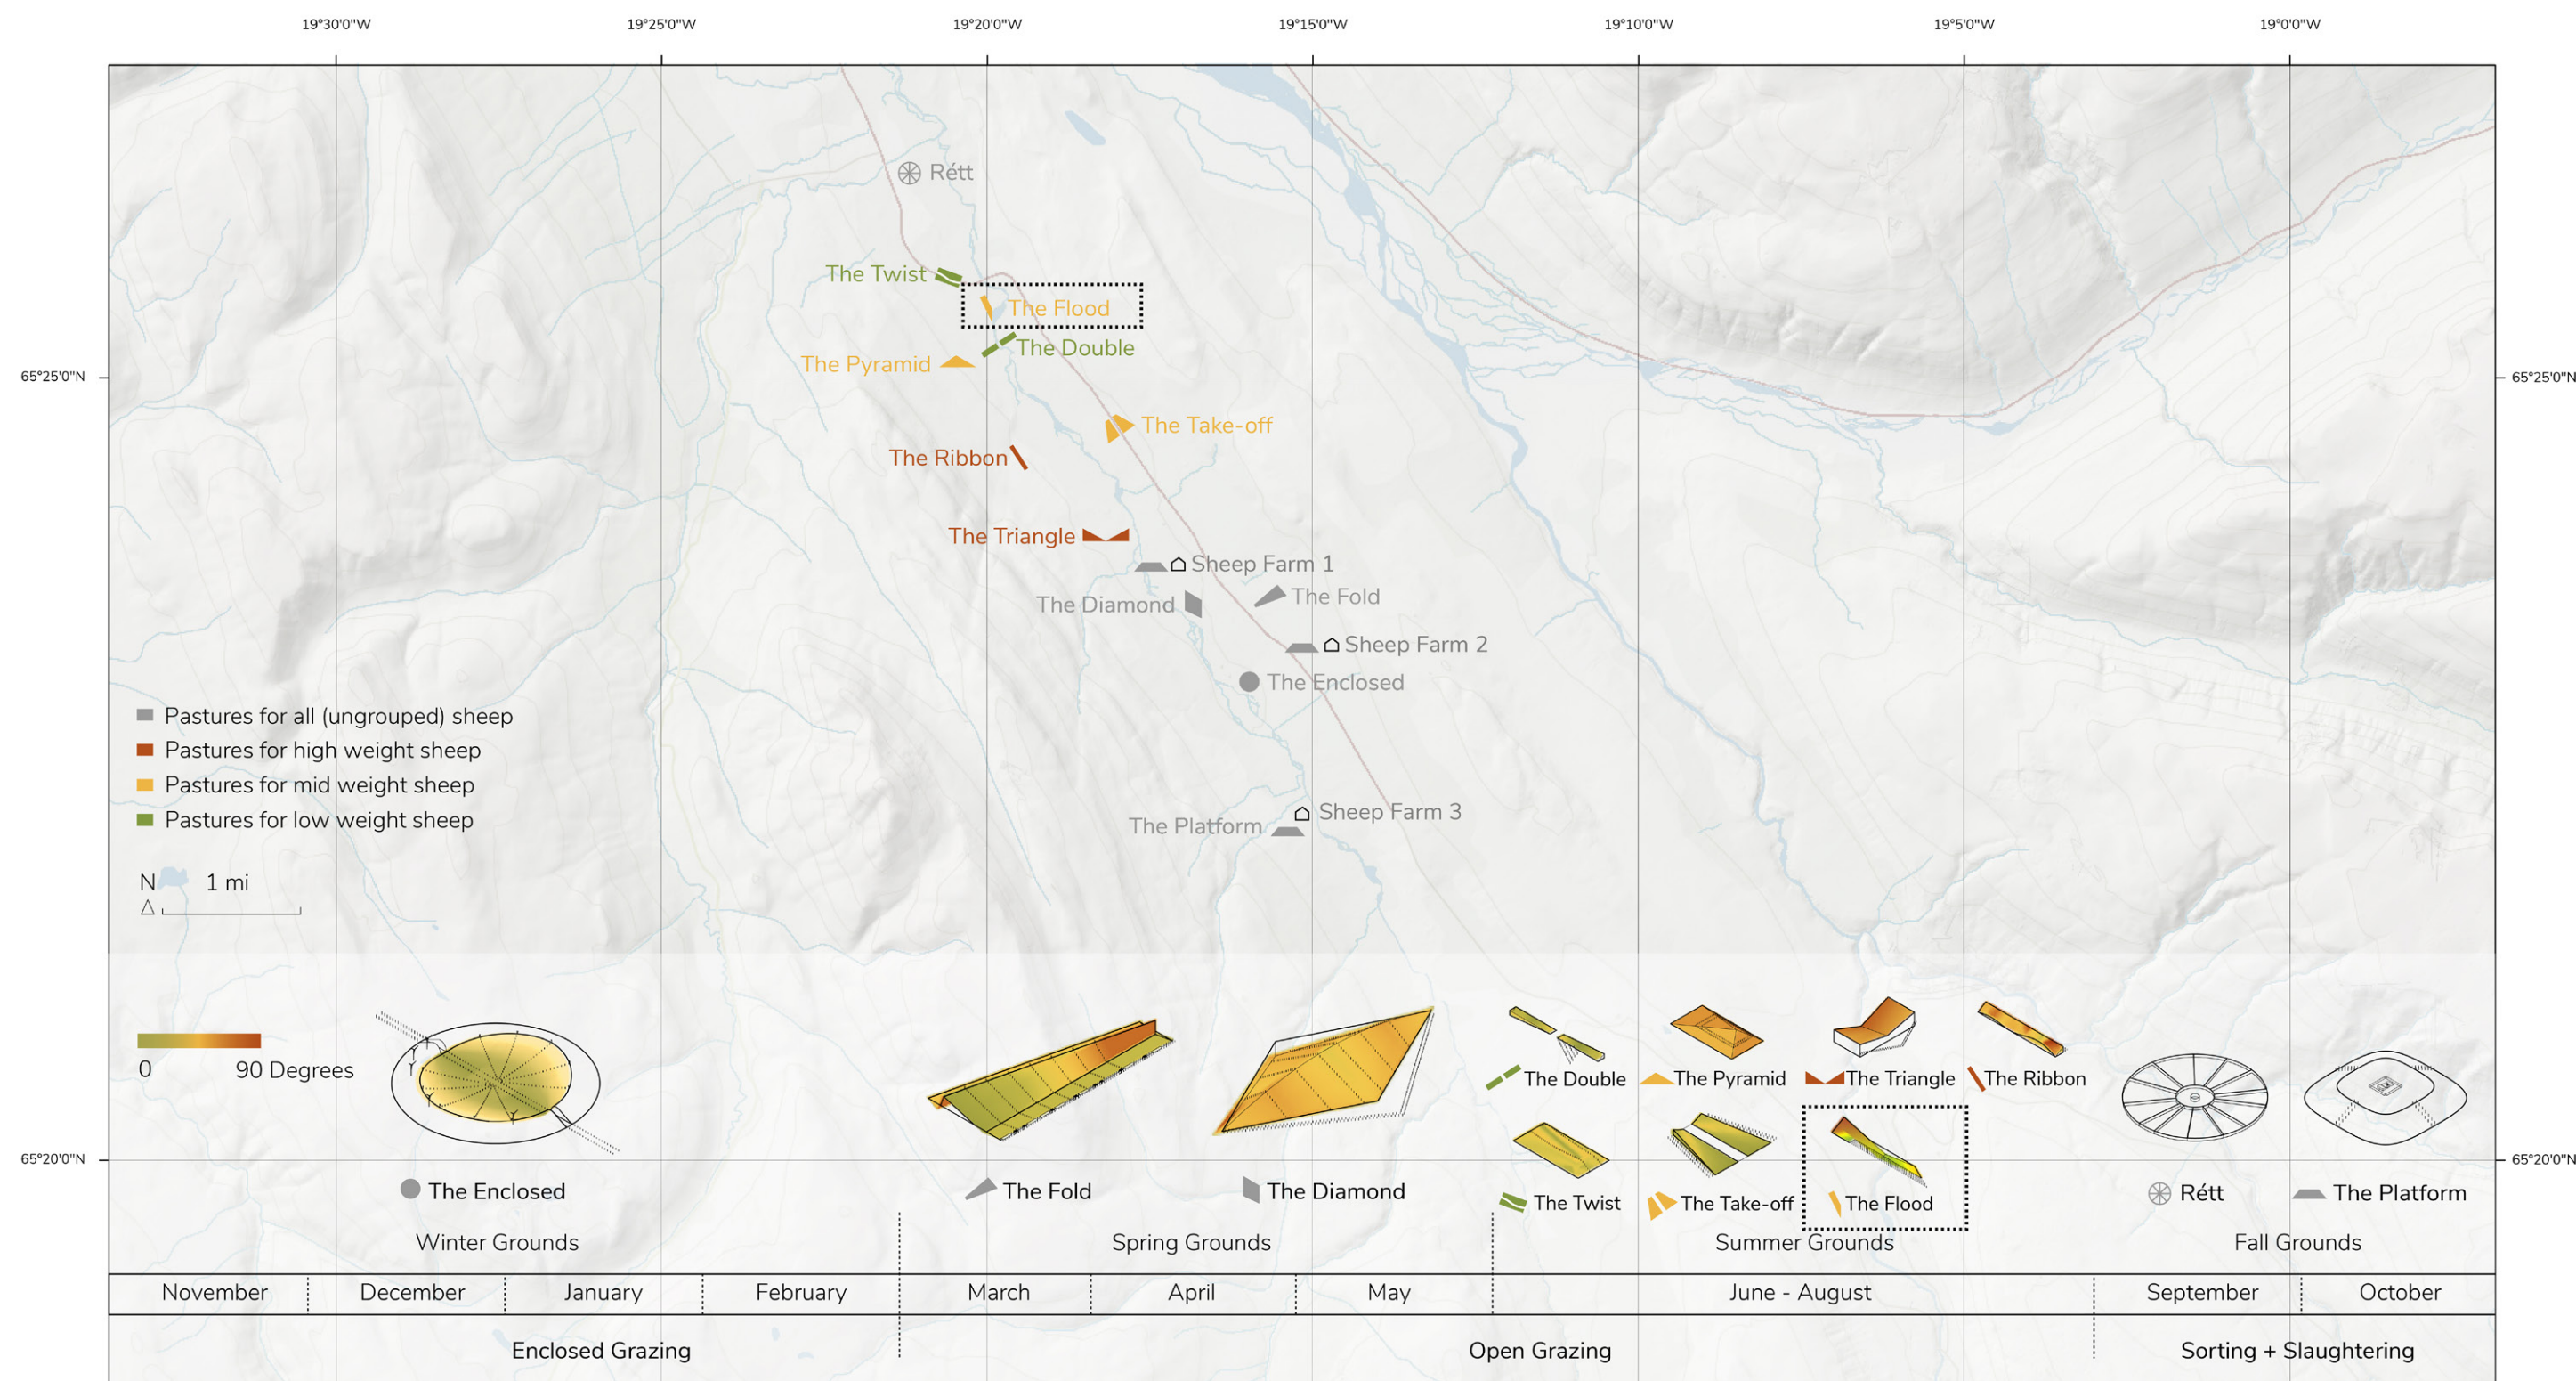 19°30'0"W
19°25'0"W
19°20'0"W
19°15'0"W
19°10'0"W
19°5'0"W
19°0'0"W
Rétt
The Twist
The Flood
The Double
The Pyramid
65°25'0"N
65°25'0"N
The Take-off
The Ribbon
The Triangle
Sheep Farm 1
The Fold
The Diamond
Sheep Farm 2
The Enclosed
Pastures for all (ungrouped) sheep
Pastures for high weight sheep
Pastures for mid weight sheep
Pastures for low weight sheep
Sheep Farm 3
The Platform
N 1 mi
0 90 Degrees
The Double
The Pyramid
The Triangle
The Ribbon
65°20'0"N
65°20'0"N
The Enclosed
The Fold
The Diamond
The Twist
The Take-off
The Flood
Rétt
The Platform
Winter Grounds
Spring Grounds
Summer Grounds
Fall Grounds
November
December
January
February
March
April
May
June - August
September
October
Enclosed Grazing
Open Grazing
Sorting + Slaughtering